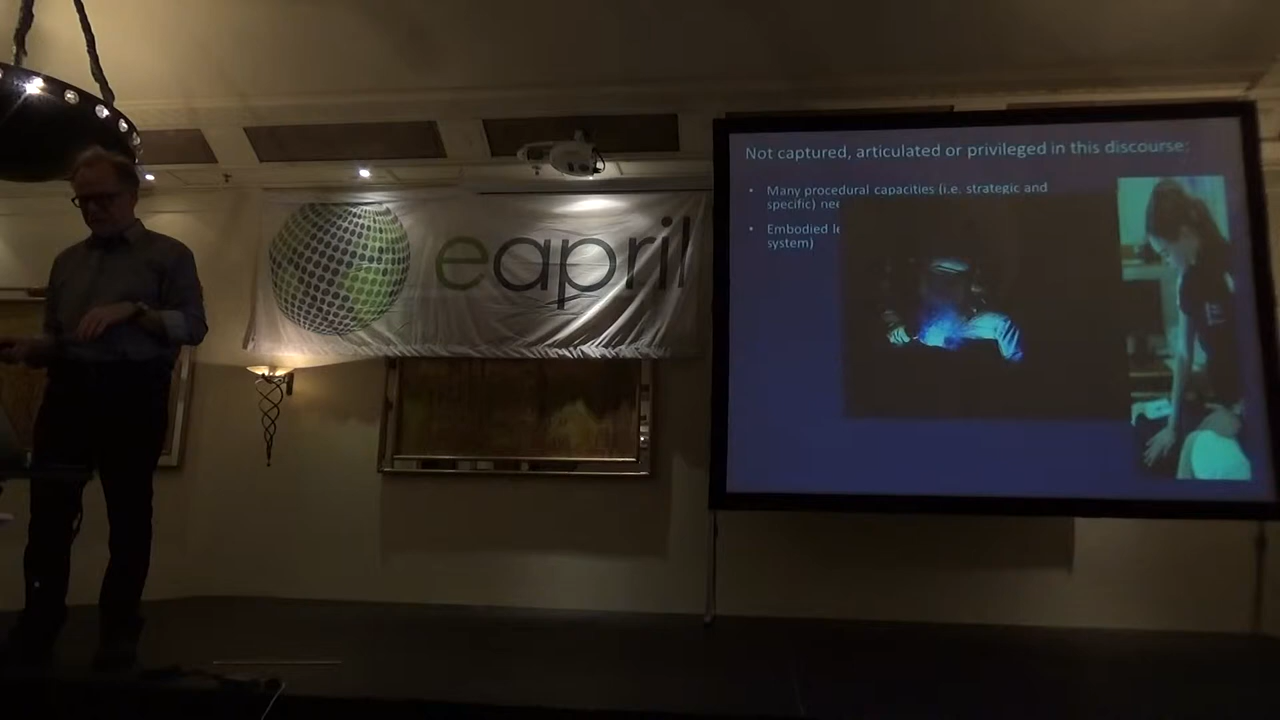 eapril
Not captured, articulated or privileged in this discourse:
• Many procedural capacities (i.e. strategic and
specific)
• Embodied
system)